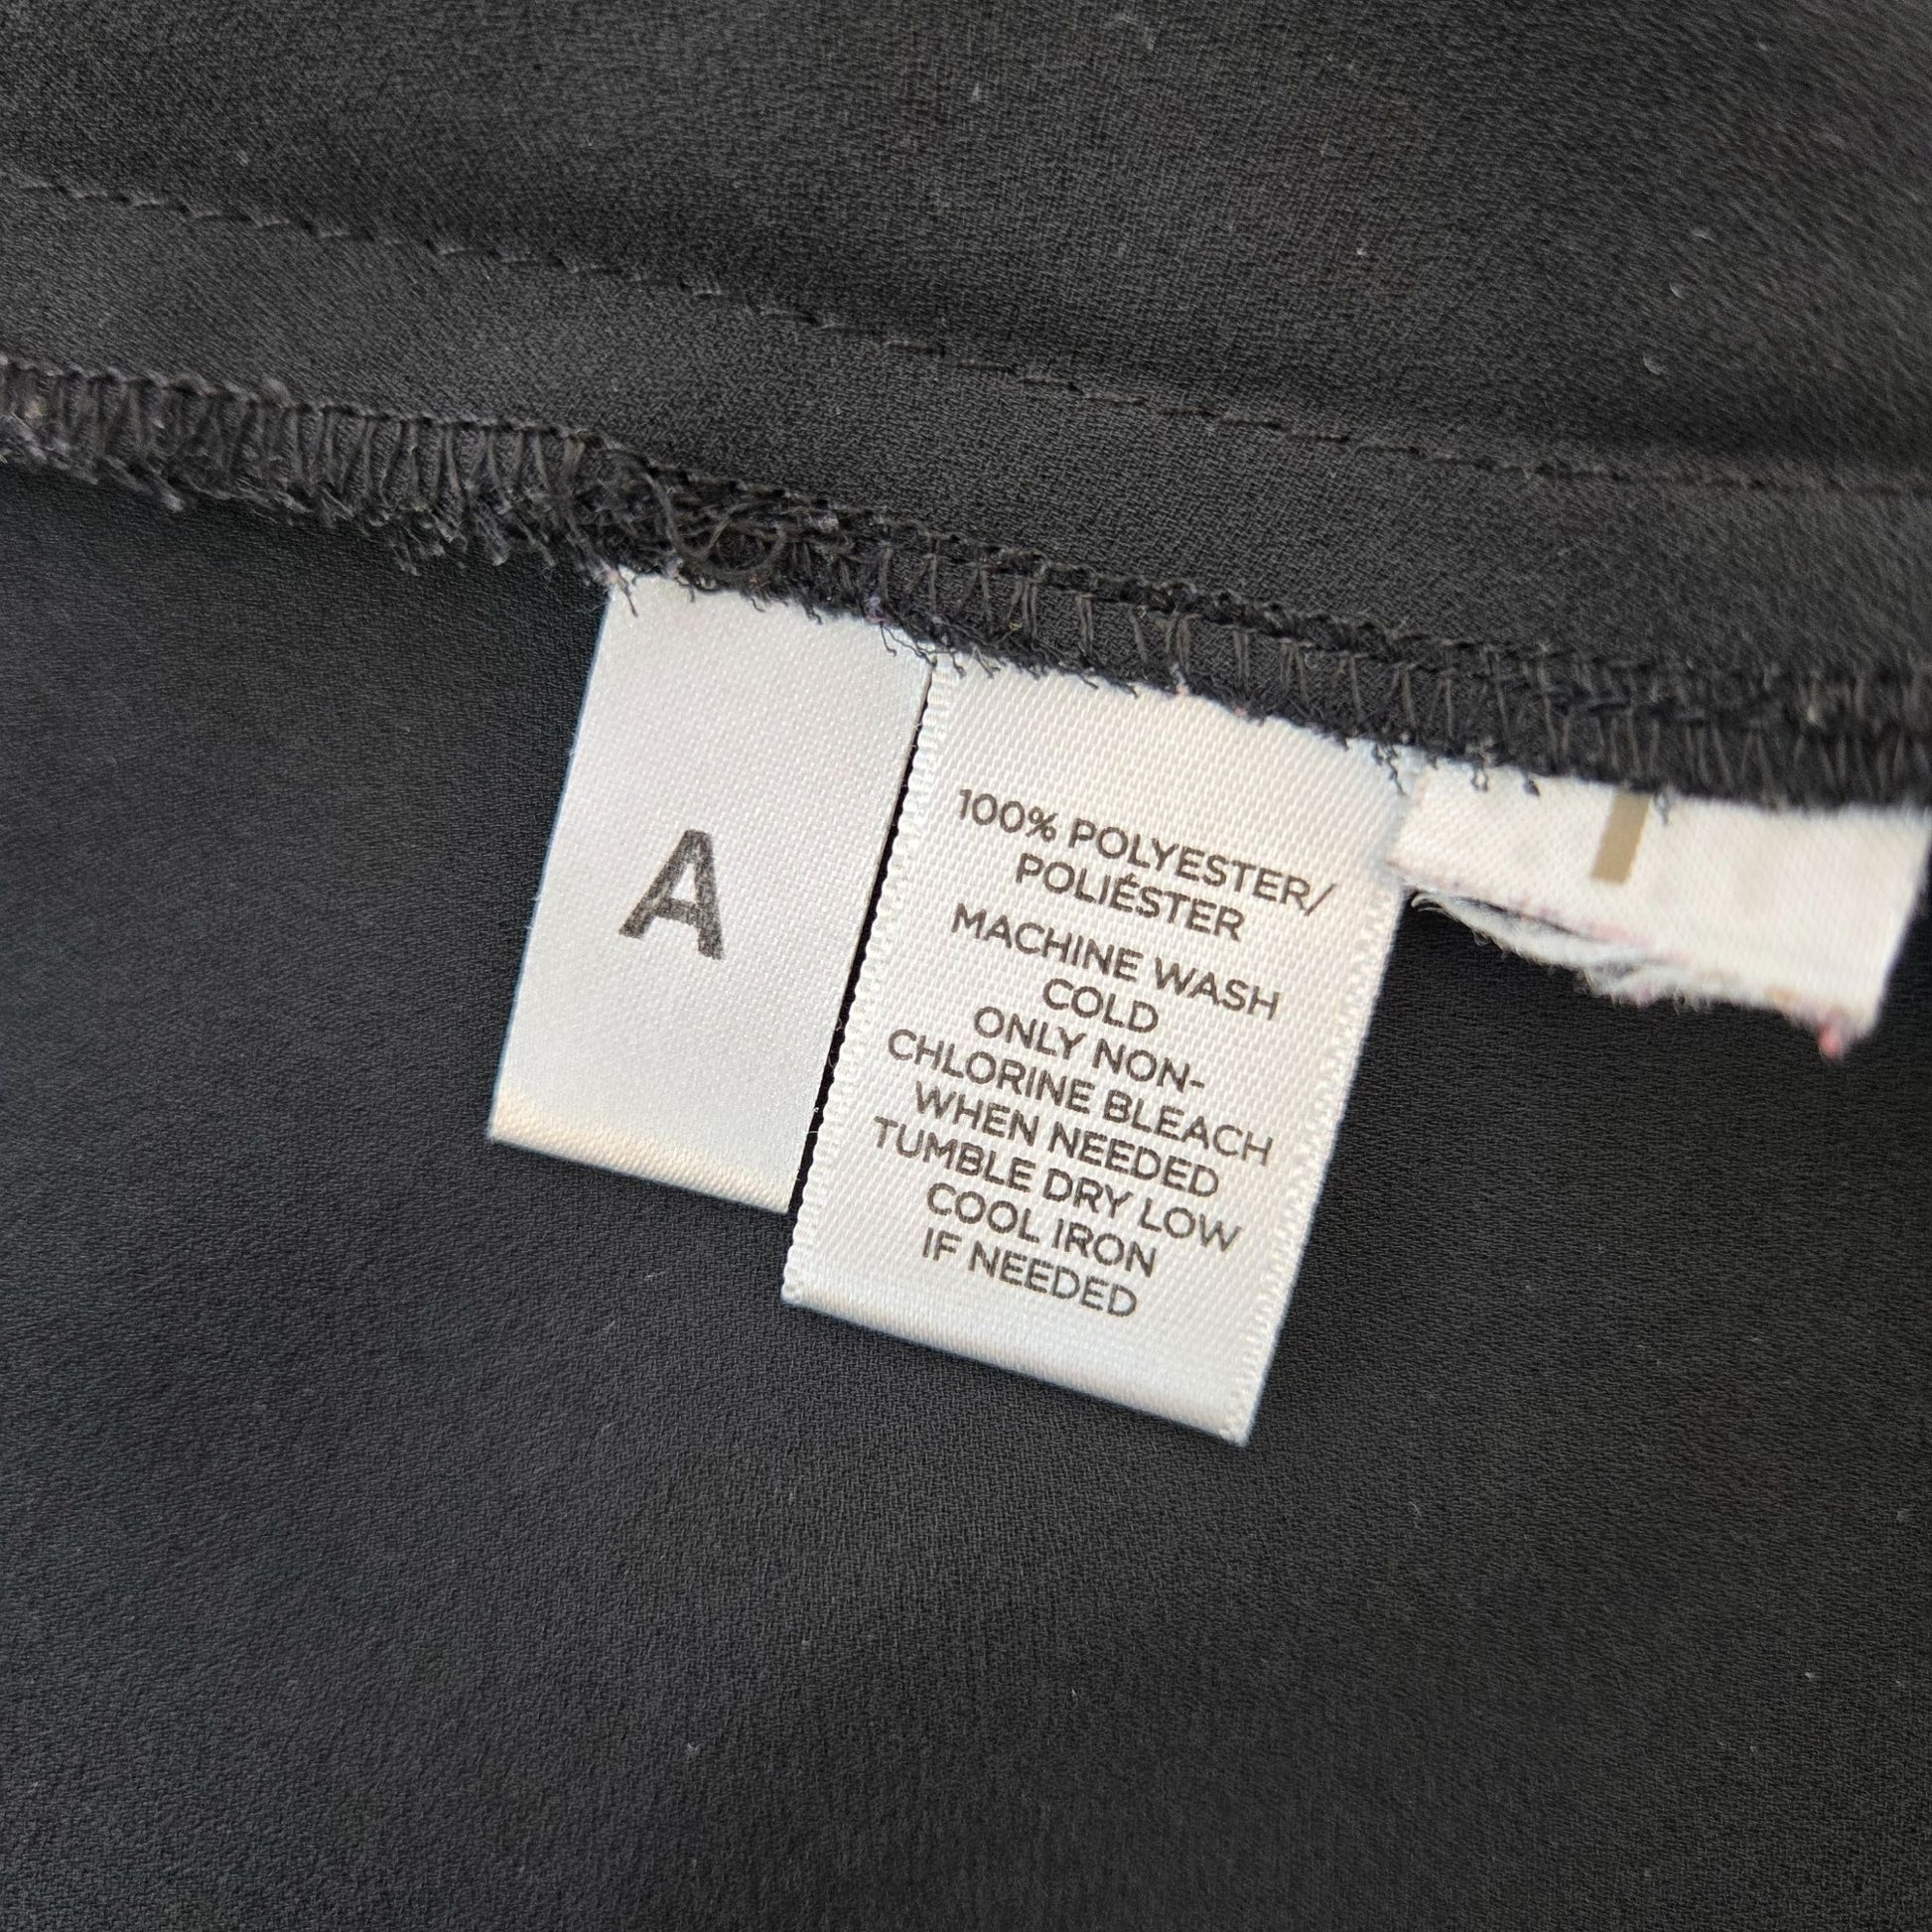 A
100% POLYESTER/
POLIÉSTER
MACHINE WASH
COLD
ONLY NON-
CHLORINE BLEACH
WHEN NEEDED
TUMBLE DRY LOW
COOL IRON
IF NEEDED